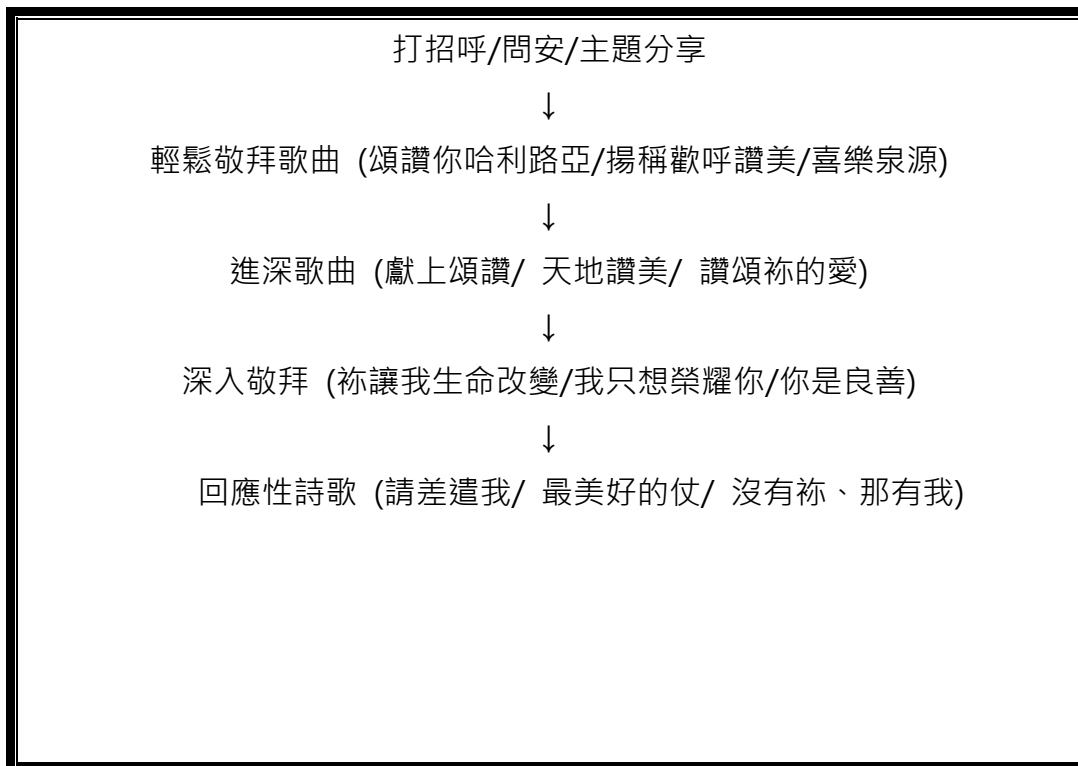 打招呼/問安/主題分享
↓
輕鬆敬拜歌曲 (頌讚你哈利路亞/揚稱歡呼讚美/喜樂泉源)
↓
進深歌曲 (獻上頌讚/ 天地讚美/ 讚頌袮的愛)
↓
深入敬拜 (袮讓我生命改變/我只想榮耀你/你是良善)
↓
回應性詩歌 (請差遣我/ 最美好的仗/ 沒有袮、那有我)